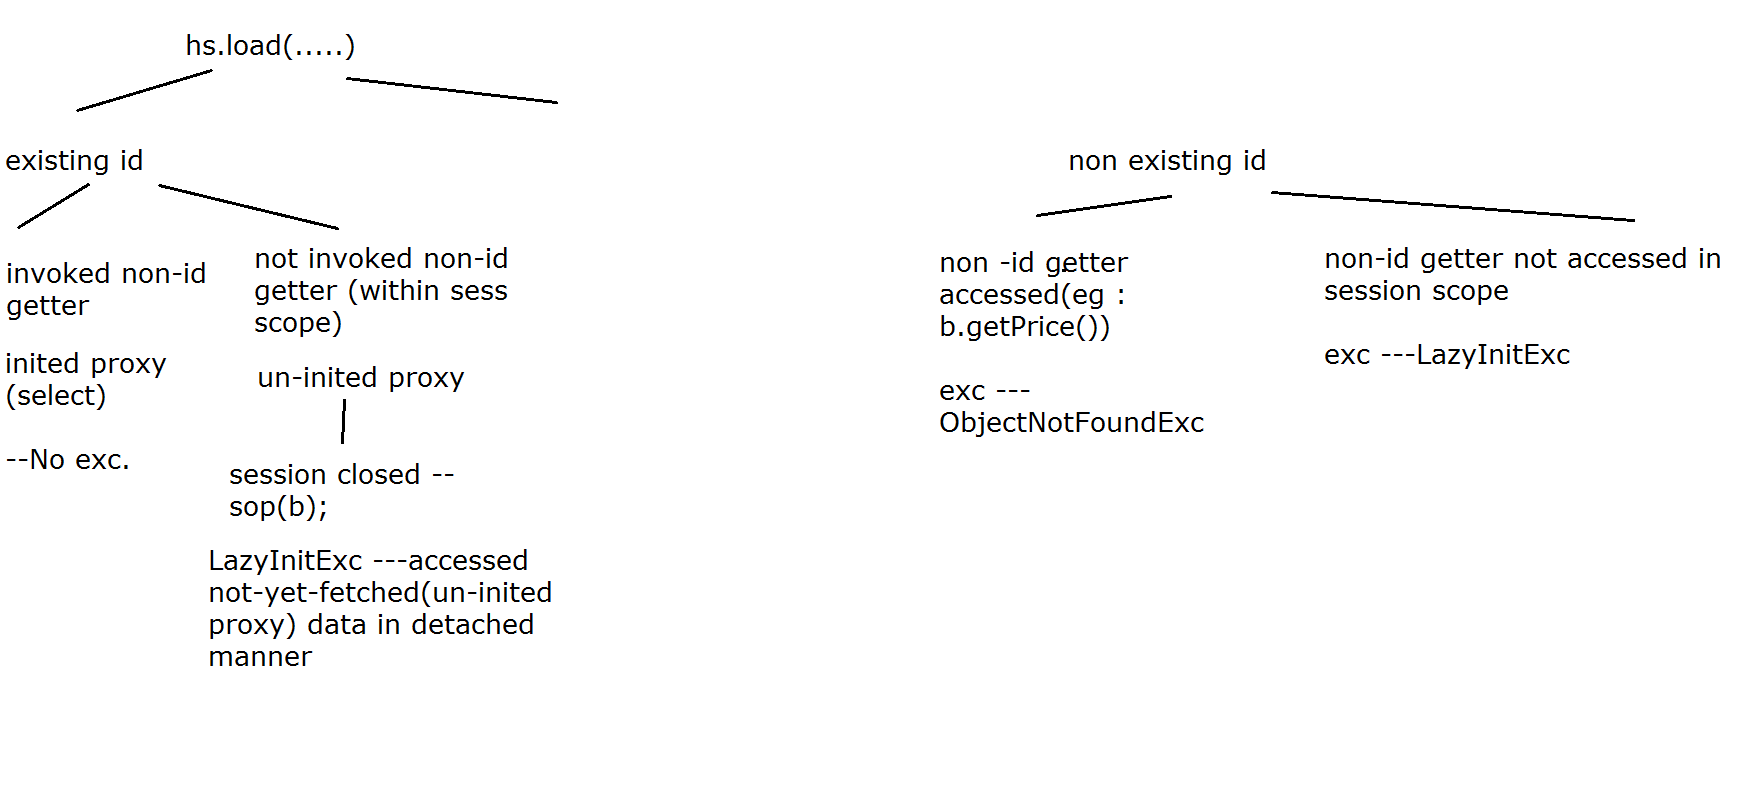 hs.load(.....)
existing id
non existing id
invoked non-id
getter
not invoked non-id
getter (within sess
scope)
inited proxy
(select)
un-inited proxy
--No exc.
session closed --
sop(b);
LazyInitExc ---accessed
not-yet-fetched(un-inited
proxy) data in detached
manner
non -id getter
accessed(eg :
b.getPrice())
exc ---
ObjectNotFoundExc
non-id getter not accessed in
session scope
exc ---LazyInitExc